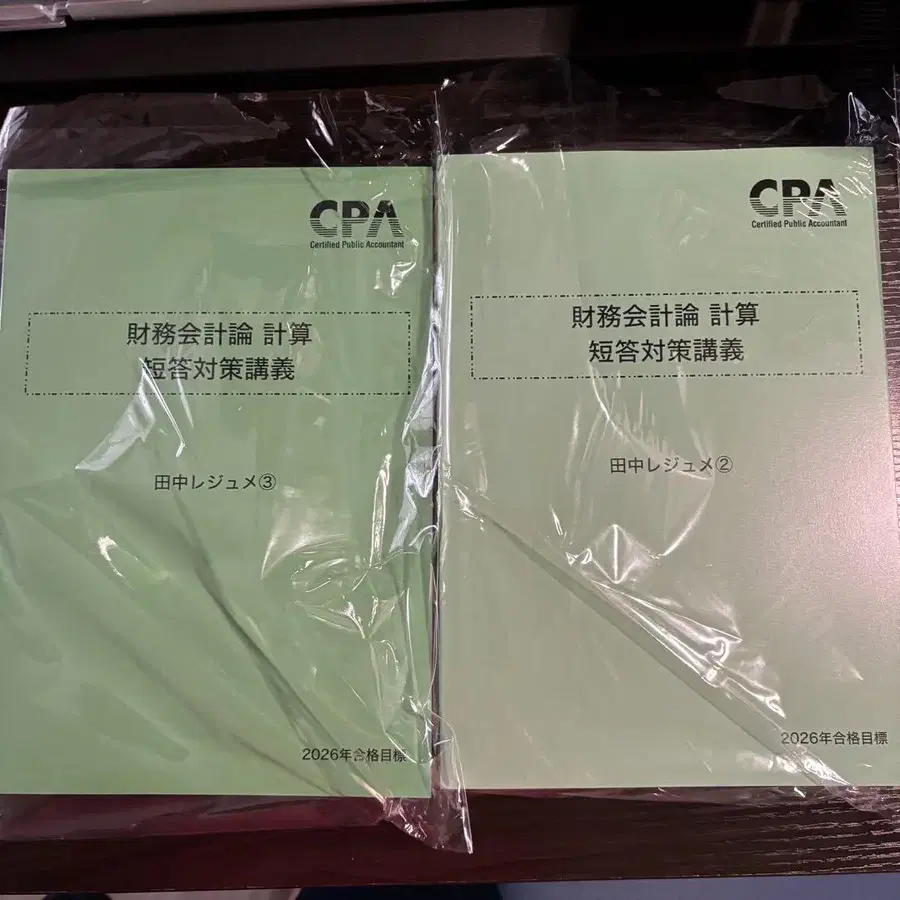 CPA
Certified Public Accountant
財務会計論 計算
短答対策講義
田中レジュメ③
2026年合格目標
CPA
Certified Public Accountant
財務会計論 計算
短答対策講義
田中レジュメ②
2026年合格目標